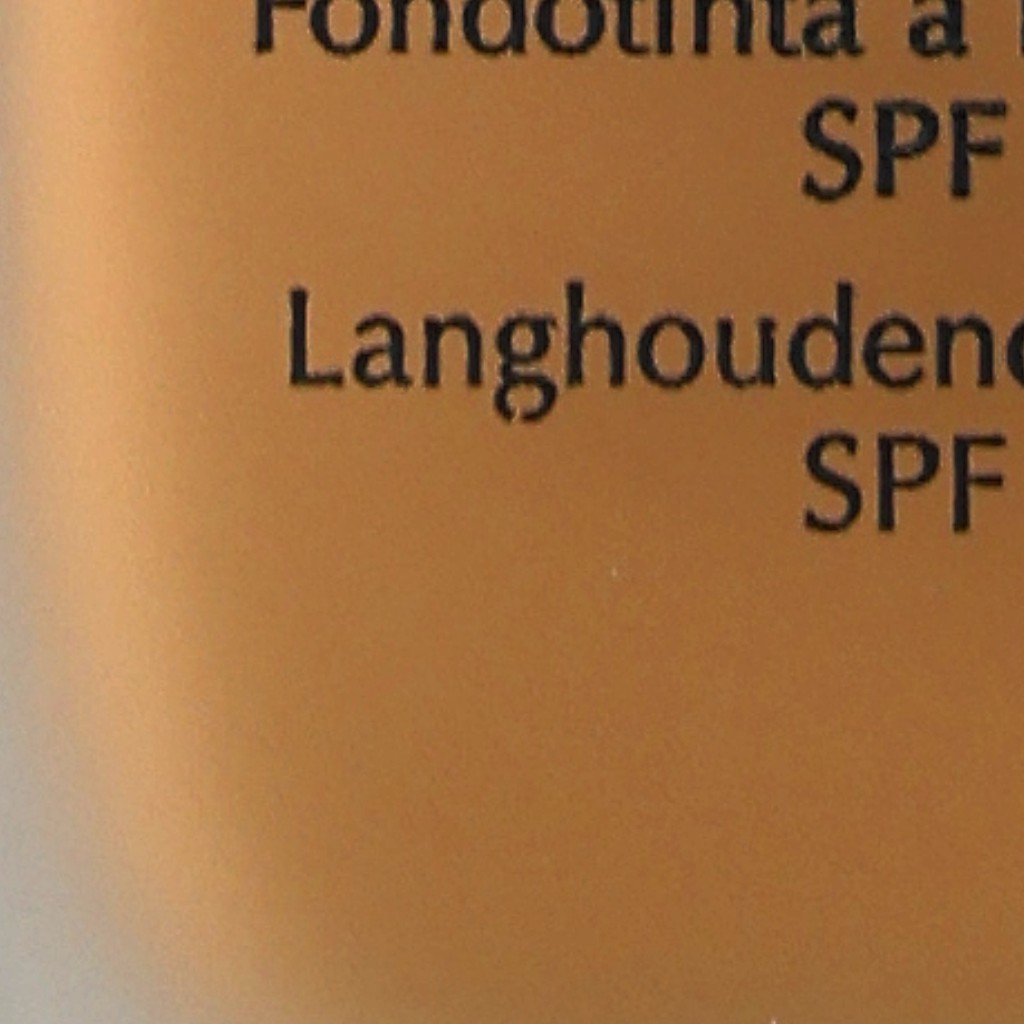 Fondotinta a
SPF
Langhoudend
SPF